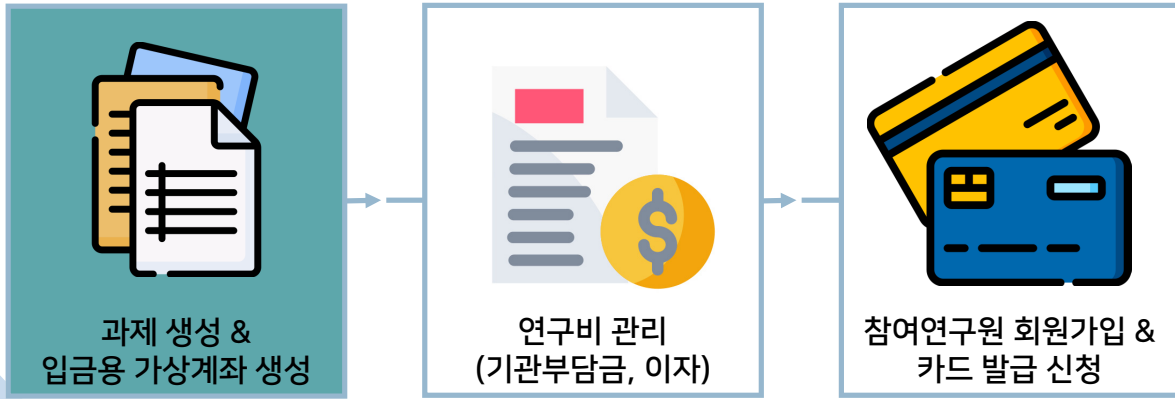 과제 생성 &
입금용 가상계좌 생성
연구비 관리
(기관부담금, 이자)
참여연구원 회원가입 &
카드 발급 신청